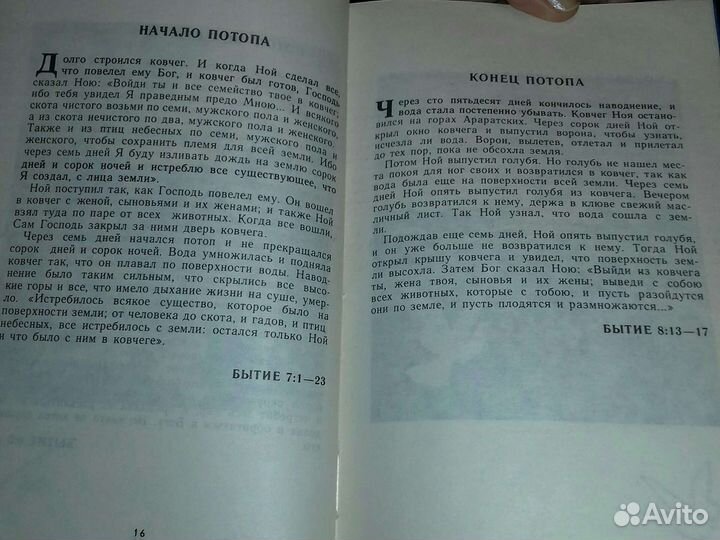 НАЧАЛО ПОТОПА
Долго строился ковчег. И когда Ной сделал все,
что повелел ему Бог, и ковчег был готов, Господь
сказал Ною: «Войди ты и все семейство твое в ковчег;
ибо тебя увидел Я праведным предо Мною... И всякого
скота чистого возьми по семи, мужского пола и женского,
а из скота нечистого по два, мужского пола и женского.
Также и из птиц небесных по семи, мужского пола и
женского, чтобы сохранить племя для всей земли. Ибо
через семь дней Я буду изливать дождь на землю сорок
дней и сорок ночей и истреблю все существующее, что
Я создал, с лица земли».
Ной поступил так, как Господь повелел ему. Он вошел
в ковчег с женой, сыновьями и их женами; и также Ной
взял туда по паре от всех животных. Когда все вошли,
Сам Господь закрыл за ними дверь ковчега.
Через семь дней начался потоп и не прекращался
сорок дней и сорок ночей. Вода умножилась и подняла
ковчег так, что он плавал по поверхности воды. Навод-
нение было таким сильным, что скрылись все высо-
кие горы и все, что имело дыхание жизни на суше, умер-
ло. «Истребилось всякое существо, которое было на
поверхности земли; от человека до скота, и гадов, и птиц
небесных, все истребилось с земли: остался только Ной
и что было с ним в ковчеге».
БЫТИЕ 7:1—23
16
КОНЕЦ ПОТОПА
Через сто пятьдесят дней кончилось наводнение, и
вода стала постепенно убывать. Ковчег Ноя остано-
вился на горах Араратских. Через сорок дней Ной от-
крыл окно ковчега и выпустил ворона, чтобы узнать,
исчезла ли вода. Ворон, вылетев, отлетал и прилетал
до тех пор, пока не обсохла земля.
Потом Ной выпустил голубя. Но голубь не нашел мес-
та покоя для ног своих и возвратился в ковчег, так как
вода была еще на поверхности всей земли. Через семь
дней Ной опять выпустил голубя из ковчега. Вечером
голубь возвратился к нему, держа в клюве свежий мас-
личный лист. Так Ной узнал, что вода сошла с зем-
ли.
Подождав еще семь дней, Ной опять выпустил голубя,
и он уже больше не возвратился к нему. Тогда Ной
открыл крышу ковчега и увидел, что поверхность зем-
ли высохла. Затем Бог сказал Ною: «Выйди из ковчега
ты, жена твоя, сыновья и их жены; выведи с собою
всех животных, которые с тобою, и пусть разойдутся
они по земле, и пусть плодятся и размножаются...»
БЫТИЕ 8:13—17
Avito